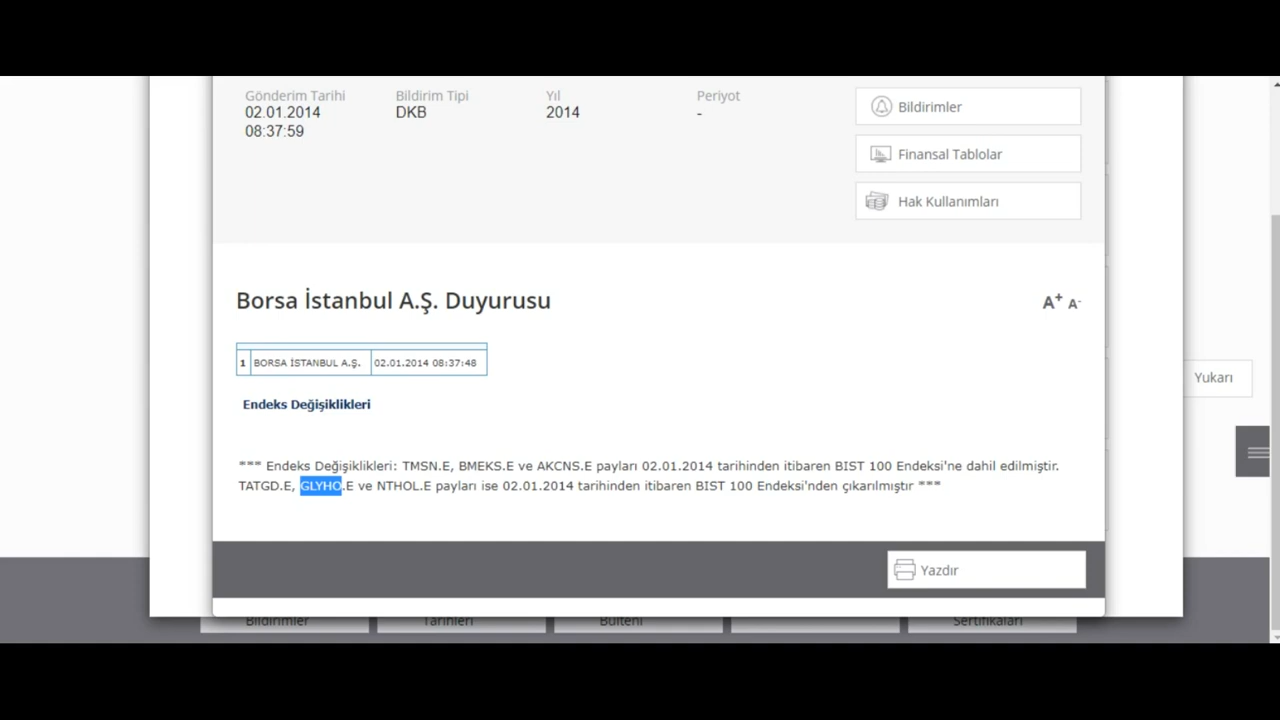 Gönderim Tarihi
02.01.2014
08:37:59
Bildirim Tipi
DKB
Yıl
2014
Periyot
-
Bildirimler
Finansal Tablolar
Hak Kullanımları
Borsa İstanbul A.Ş. Duyurusu
A+ A-
1 BORSA İSTANBUL A.Ş. 02.01.2014 08:37:48
Endeks Değişiklikleri
*** Endeks Değişiklikleri: TMSN.E, BMEKS.E ve AKCNS.E payları 02.01.2014 tarihinden itibaren BIST 100 Endeksi'ne dahil edilmiştir.
TATGD.E, GLYHO.E ve NTHOL.E payları ise 02.01.2014 tarihinden itibaren BIST 100 Endeksi'nden çıkarılmıştır ***
Yukarı
Yazdır
Bildirimler
Tarihleri
Bülteni
Sertifikaları